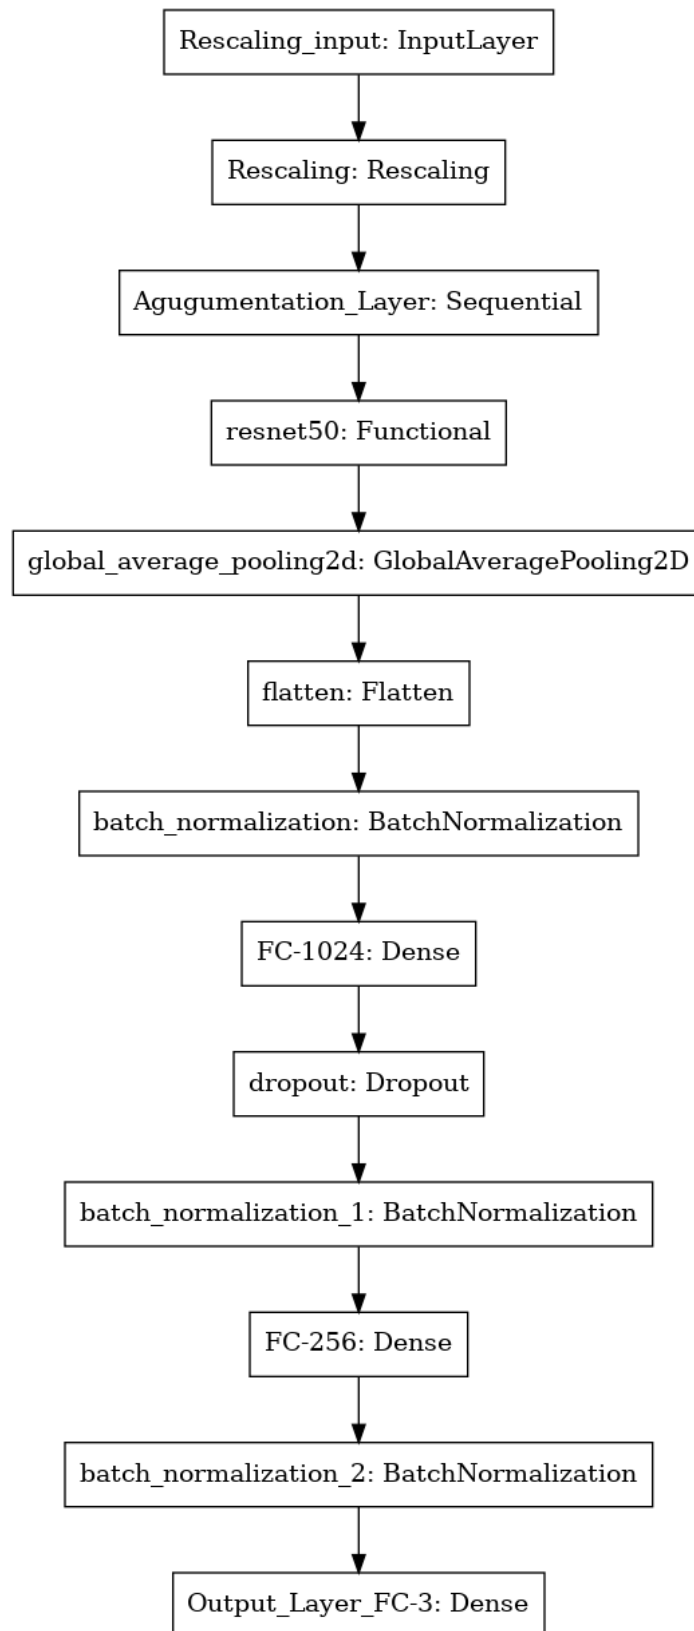 Rescaling_input: InputLayer
Rescaling: Rescaling
Agugumentation_Layer: Sequential
resnet50: Functional
global_average_pooling2d: GlobalAveragePooling2D
flatten: Flatten
batch_normalization: BatchNormalization
FC-1024: Dense
dropout: Dropout
batch_normalization_1: BatchNormalization
FC-256: Dense
batch_normalization_2: BatchNormalization
Output_Layer_FC-3: Dense